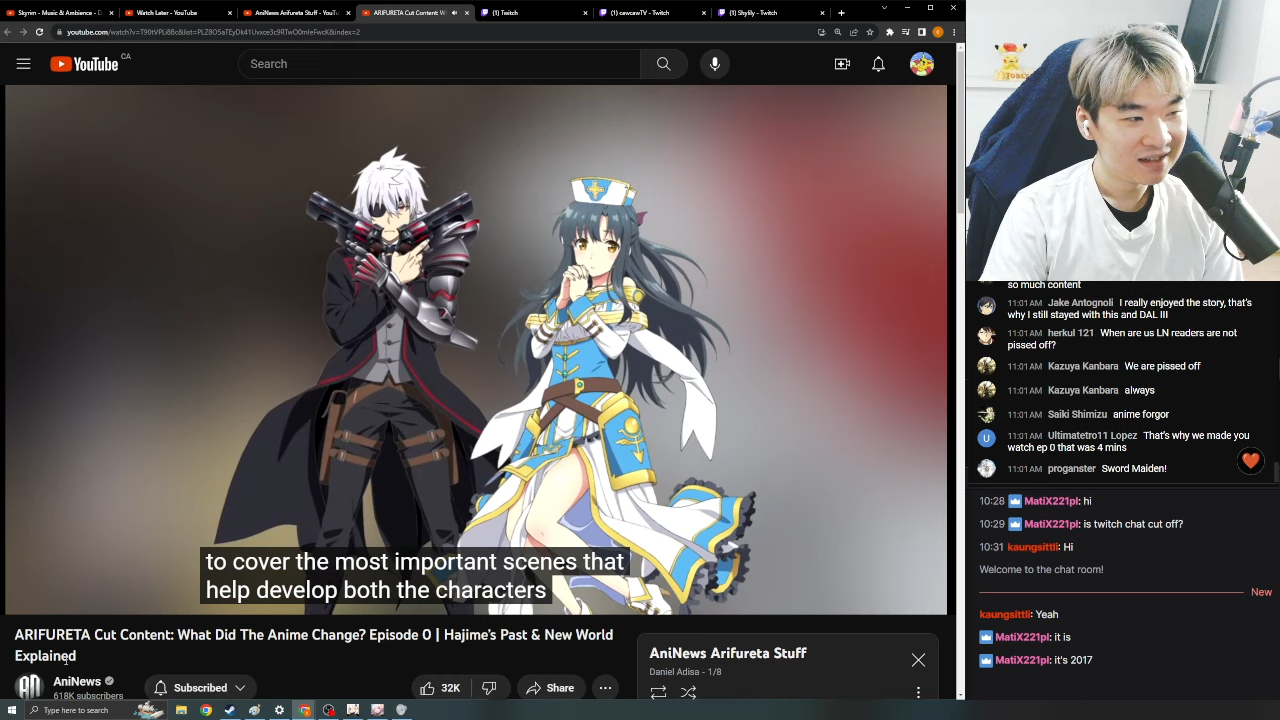 Skyrim - Music & Ambience - D
Watch Later - YouTube
AniNews Arifureta Stuff - YouTu
ARIFURETA Cut Content: W
(1) Twitch
(1) cawcawTV - Twitch
(1) Shylily - Twitch
CA
YouTube
Search
TOBI
to cover the most important scenes that
help develop both the characters
ARIFURETA Cut Content: What Did The Anime Change? Episode 0 | Hajime's Past & New World
Explained
AniNews
618K subscribers
Subscribed
32K
Share
AniNews Arifureta Stuff
Daniel Adisa - 1/8
Type here to search
so much content
11:01 AM Jake Antognoli I really enjoyed the story, that's
why I still stayed with this and DAL III
11:01 AM herkul 121 When are us LN readers are not
pissed off?
11:01 AM Kazuya Kanbara We are pissed off
11:01 AM Kazuya Kanbara always
11:01 AM Saiki Shimizu anime forgor
U
11:01 AM Ultimatetro11 Lopez That's why we made you
watch ep 0 that was 4 mins
11:01 AM proganster Sword Maiden!
10:28 MatiX221pl: hi
10:29 MatiX221pl: is twitch chat cut off?
10:31 kaungsittli: Hi
Welcome to the chat room!
New
kaungsittli: Yeah
MatiX221pl: it is
MatiX221pl: it's 2017